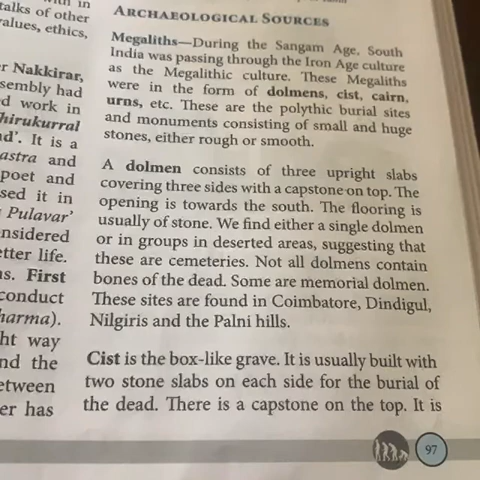 talks of other
values, ethics,
r Nakkirar,
sembly had
d work in
hirukurral
nd'. It is a
astra and
poet and
sed it in
Pulavar'
nsidered
etter life.
s. First
conduct
harma).
ht way
nd the
etween
er has
ARCHAEOLOGICAL SOURCES
Megaliths—During the Sangam Age, South
India was passing through the Iron Age culture
as the Megalithic culture. These Megaliths
were in the form of dolmens, cist, cairn,
urns, etc. These are the polythic burial sites
and monuments consisting of small and huge
stones, either rough or smooth.
A dolmen consists of three upright slabs
covering three sides with a capstone on top. The
opening is towards the south. The flooring is
usually of stone. We find either a single dolmen
or in groups in deserted areas, suggesting that
these are cemeteries. Not all dolmens contain
bones of the dead. Some are memorial dolmen.
These sites are found in Coimbatore, Dindigul,
Nilgiris and the Palni hills.
Cist is the box-like grave. It is usually built with
two stone slabs on each side for the burial of
the dead. There is a capstone on the top. It is
97